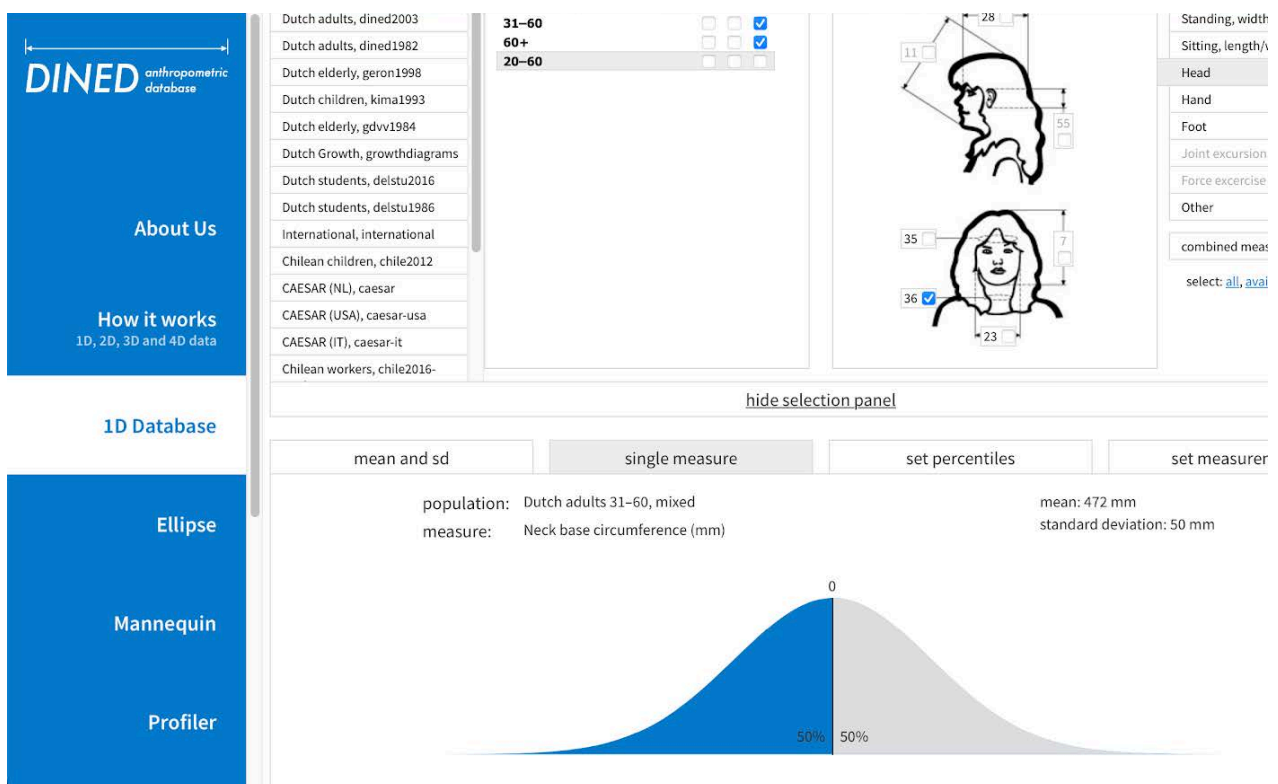 DINED anthropometric
database
About Us
How it works
1D, 2D, 3D and 4D data
1D Database
Ellipse
Mannequin
Profiler
Dutch adults, dined2003
Dutch adults, dined1982
Dutch elderly, geron1998
Dutch children, kima1993
Dutch elderly, gdvv1984
Dutch Growth, growthdiagrams
Dutch students, delstu2016
Dutch students, delstu1986
International, international
Chilean children, chile2012
CAESAR (NL), caesar
CAESAR (USA), caesar-usa
CAESAR (IT), caesar-it
Chilean workers, chile2016-
31–60
60+
20–60
28
11
55
35
7
36
23
Standing, width
Sitting, length/
Head
Hand
Foot
Joint excursion
Force excercise
Other
combined meas
select: all, avai
hide selection panel
mean and sd
single measure
set percentiles
set measurer
population: Dutch adults 31–60, mixed
measure: Neck base circumference (mm)
mean: 472 mm
standard deviation: 50 mm
0
50% 50%